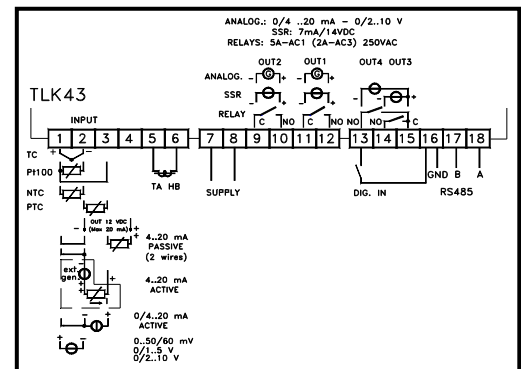 ANALOG.: 0/4 ..20 mA - 0/2..10 V
SSR: 7mA/14VDC
RELAYS: 5A-AC1 (2A-AC3) 250VAC
OUT2 OUT1 OUT4 OUT3
ANALOG. - G + - G +
SSR - + - + - - +
TLK43
RELAY C NO C NO NO NO C
INPUT
1 2 3 4 5 6 7 8 9 10 11 12 13 14 15 16 17 18
TC + -
Pt100
TA HB
SUPPLY
DIG. IN
GND B A
RS485
NTC
PTC
OUT 12 VDC
(Max 20 mA)
- + +
4..20 mA
PASSIVE
(2 wires)
ext.
gen.
- + + +
4..20 mA
ACTIVE
- +
0/4..20 mA
ACTIVE
+ -
0..50/60 mV
0/1..5 V
0/2..10 V